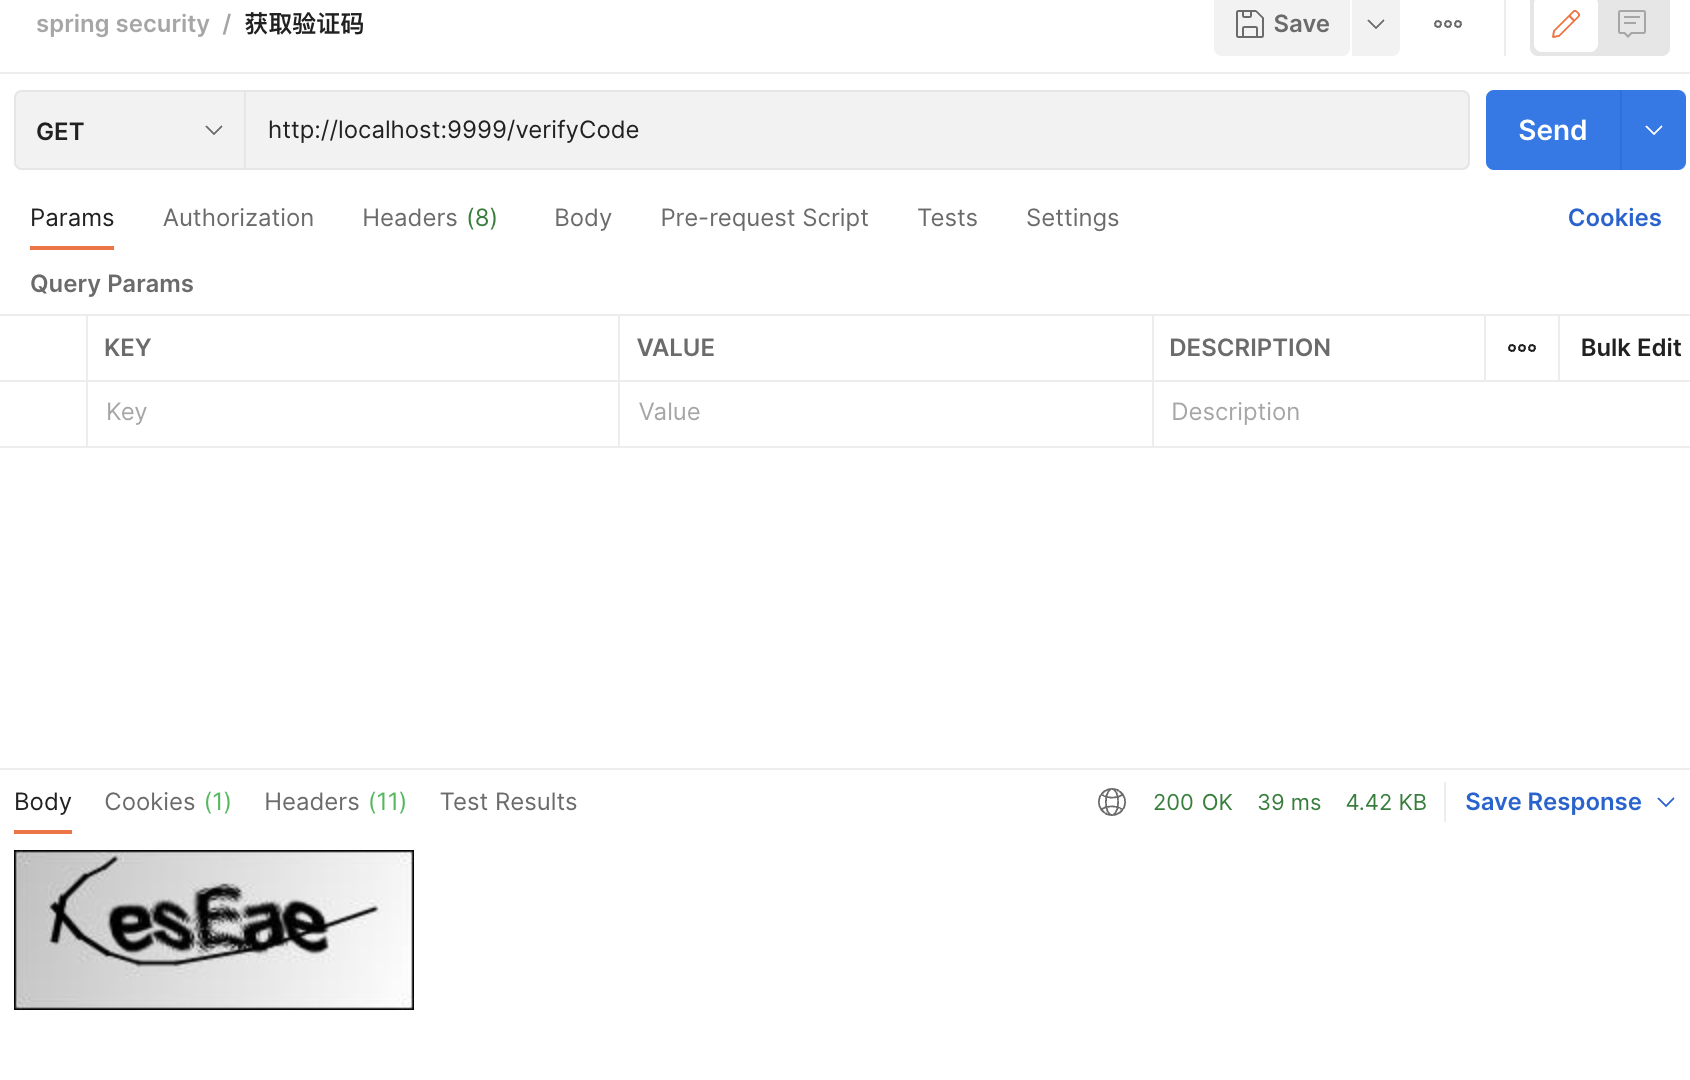 spring security / 获取验证码
Save
GET
http://localhost:9999/verifyCode
Send
Params Authorization Headers (8) Body Pre-request Script Tests Settings Cookies
Query Params
KEY VALUE DESCRIPTION Bulk Edit
Key Value Description
Body Cookies (1) Headers (11) Test Results 200 OK 39 ms 4.42 KB Save Response